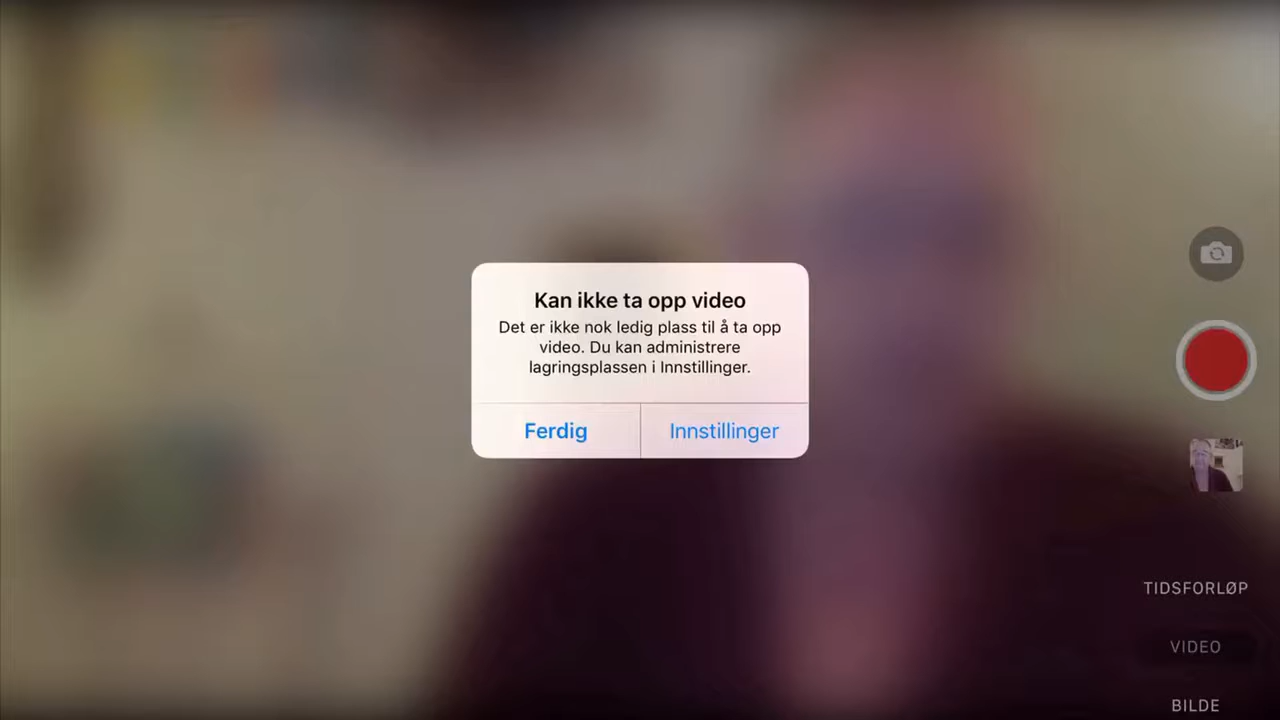 Kan ikke ta opp video
Det er ikke nok ledig plass til å ta opp
video. Du kan administrere
lagringsplassen i Innstillinger.
Ferdig
Innstillinger
TIDSFORLØP
VIDEO
BILDE